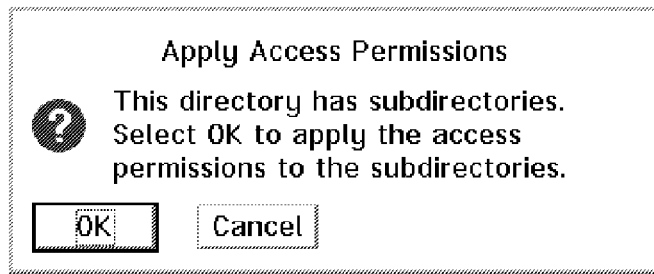 Apply Access Permissions
This directory has subdirectories.
Select OK to apply the access
permissions to the subdirectories.
OK Cancel